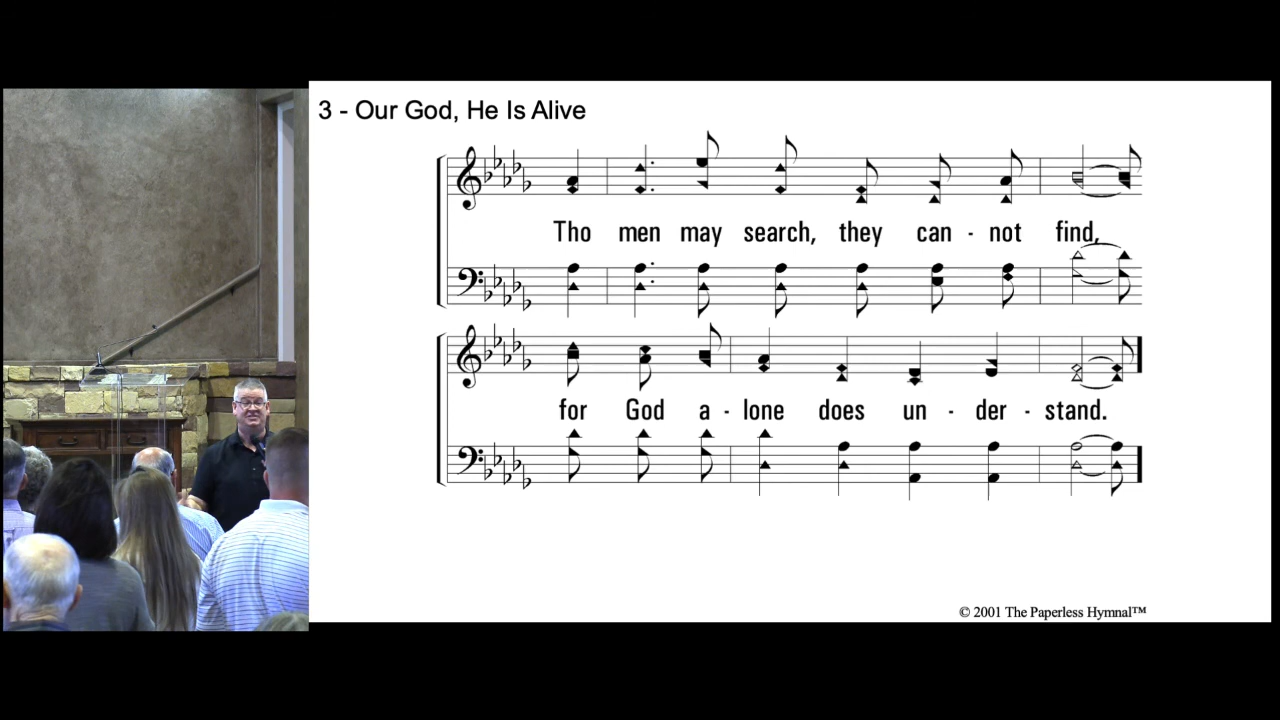 3 - Our God, He Is Alive
Tho men may search, they can - not find,
for God a - lone does un - der - stand.
© 2001 The Paperless Hymnal™